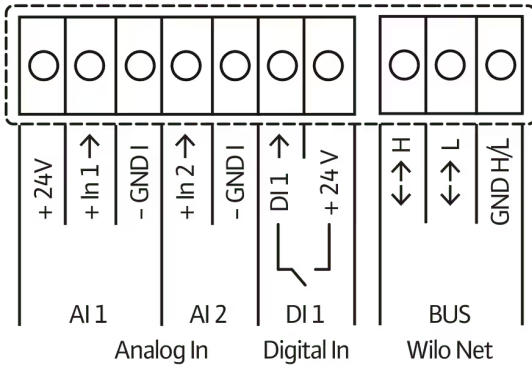 + 24V
+ In 1 →
- GND I
+ In 2 →
- GND I
DI 1 →
+ 24 V
<--> H
<--> L
GND H/L
AI 1 AI 2 DI 1 BUS
Analog In Digital In Wilo Net